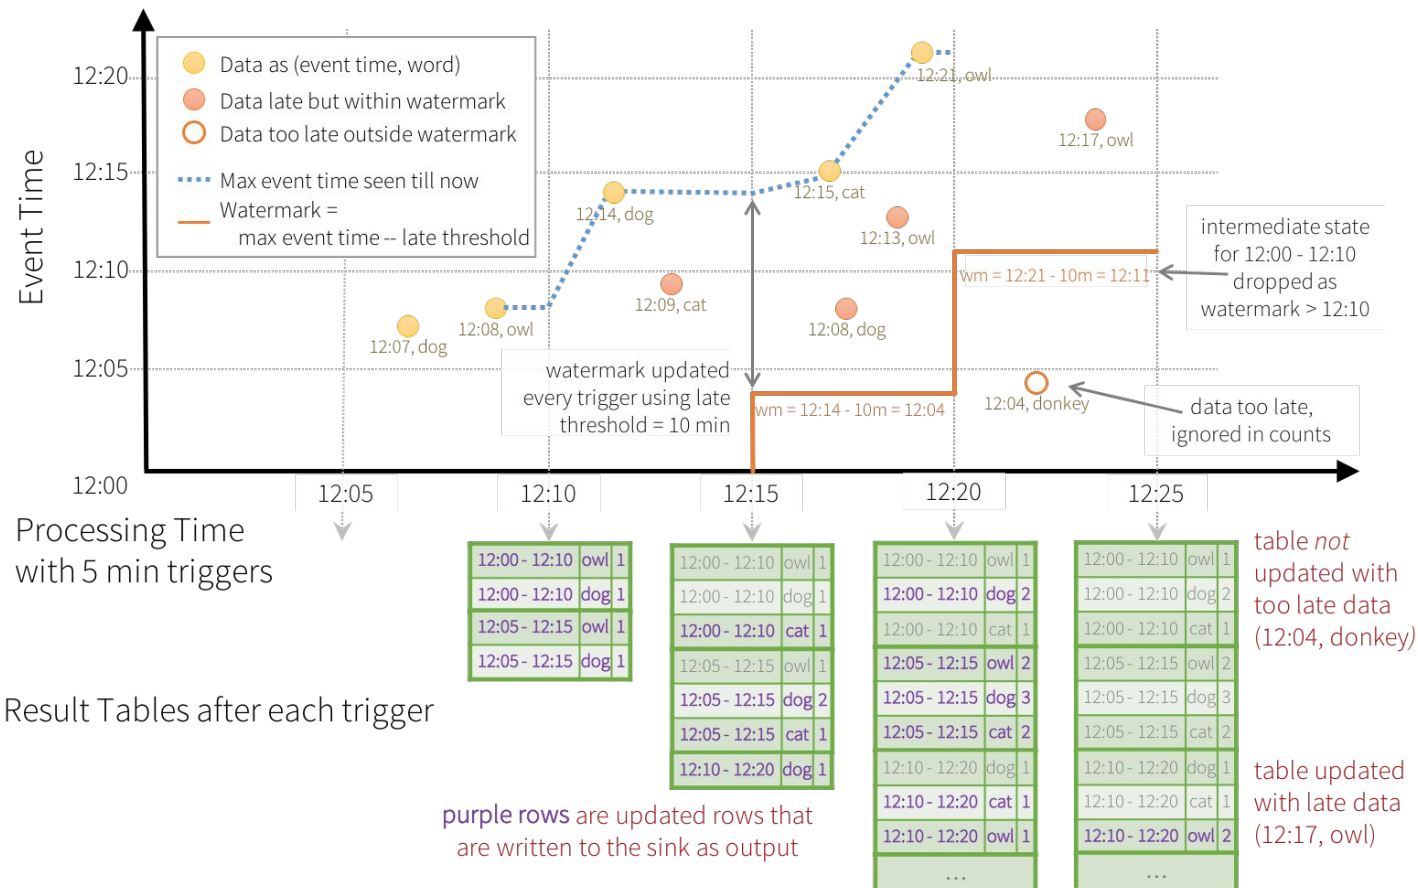 Data as (event time, word)
Data late but within watermark
Data too late outside watermark
Max event time seen till now
Watermark =
max event time -- late threshold
Event Time
12:20
12:15
12:10
12:05
12:00
12:07, dog
12:08, owl
12:14, dog
12:09, cat
12:15, cat
12:13, owl
12:08, dog
12:21, owl
12:17, owl
12:04, donkey
watermark updated
every trigger using late
threshold = 10 min
wm = 12:14 - 10m = 12:04
wm = 12:21 - 10m = 12:11
intermediate state
for 12:00 - 12:10
dropped as
watermark > 12:10
data too late,
ignored in counts
12:05
12:10
12:15
12:20
12:25
Processing Time
with 5 min triggers
Result Tables after each trigger
12:00 - 12:10 owl 1
12:00 - 12:10 dog 1
12:05 - 12:15 owl 1
12:05 - 12:15 dog 1
12:00 - 12:10 owl 1
12:00 - 12:10 dog 1
12:00 - 12:10 cat 1
12:05 - 12:15 owl 1
12:05 - 12:15 dog 2
12:05 - 12:15 cat 1
12:10 - 12:20 dog 1
12:00 - 12:10 owl 1
12:00 - 12:10 dog 2
12:00 - 12:10 cat 1
12:05 - 12:15 owl 2
12:05 - 12:15 dog 3
12:05 - 12:15 cat 2
12:10 - 12:20 dog 1
12:10 - 12:20 cat 1
12:10 - 12:20 owl 1
...
12:00 - 12:10 owl 1
12:00 - 12:10 dog 2
12:00 - 12:10 cat 1
12:05 - 12:15 owl 2
12:05 - 12:15 dog 3
12:05 - 12:15 cat 2
12:10 - 12:20 dog 1
12:10 - 12:20 cat 1
12:10 - 12:20 owl 2
...
purple rows are updated rows that
are written to the sink as output
table not
updated with
too late data
(12:04, donkey)
table updated
with late data
(12:17, owl)